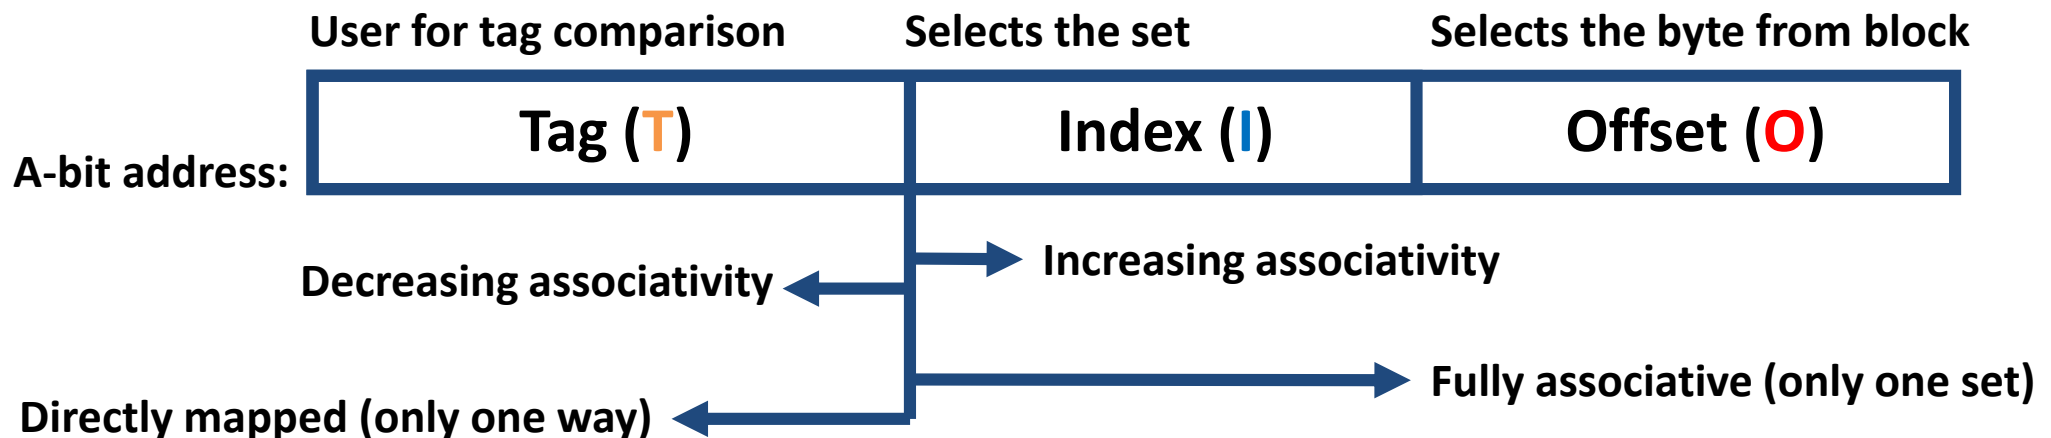 User for tag comparison Selects the set Selects the byte from block
Tag (T) Index (I) Offset (O)
A-bit address:
Increasing associativity
Decreasing associativity
Fully associative (only one set)
Directly mapped (only one way)